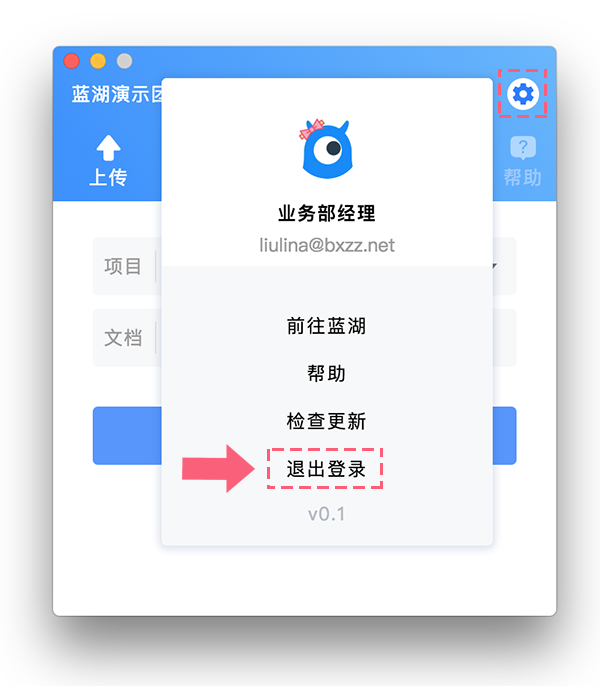 蓝湖演示团
上传
?
帮助
业务部经理
liulina@bxzz.net
项目
文档
前往蓝湖
帮助
检查更新
退出登录
v0.1